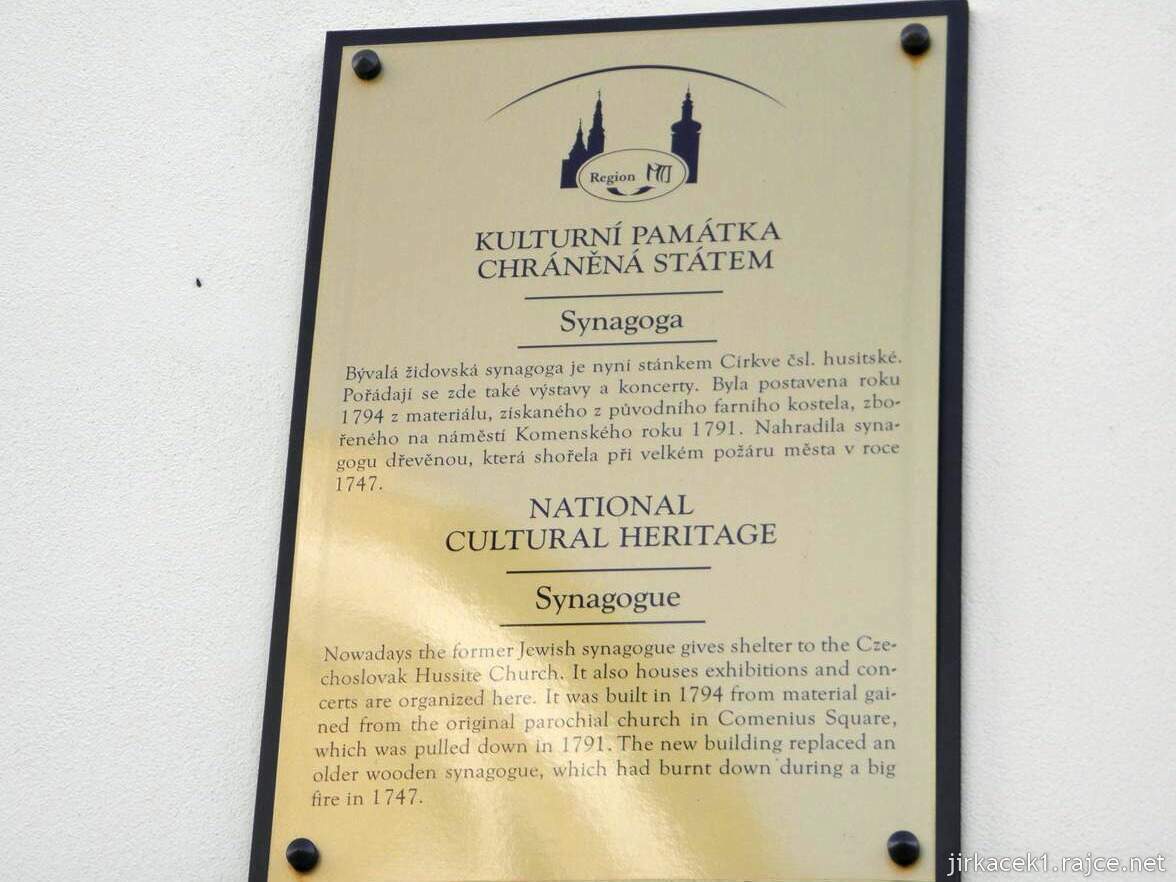 Region
KULTURNÍ PAMÁTKA
CHRÁNĚNÁ STÁTEM
Synagoga
Bývalá židovská synagoga je nyní stánkem Církve čsl. husitské.
Pořádají se zde také výstavy a koncerty. Byla postavena roku
1794 z materiálu, získaného z původního farního kostela, zbo-
řeného na náměstí Komenského roku 1791. Nahradila syna-
gogu dřevěnou, která shořela při velkém požáru města v roce
1747.
NATIONAL
CULTURAL HERITAGE
Synagogue
Nowadays the former Jewish synagogue gives shelter to the Cze-
choslovak Hussite Church. It also houses exhibitions and con-
certs are organized here. It was built in 1794 from material gai-
ned from the original parochial church in Comenius Square,
which was pulled down in 1791. The new building replaced an
older wooden synagogue, which had burnt down during a big
fire in 1747.
jirkacek1.rajce.net